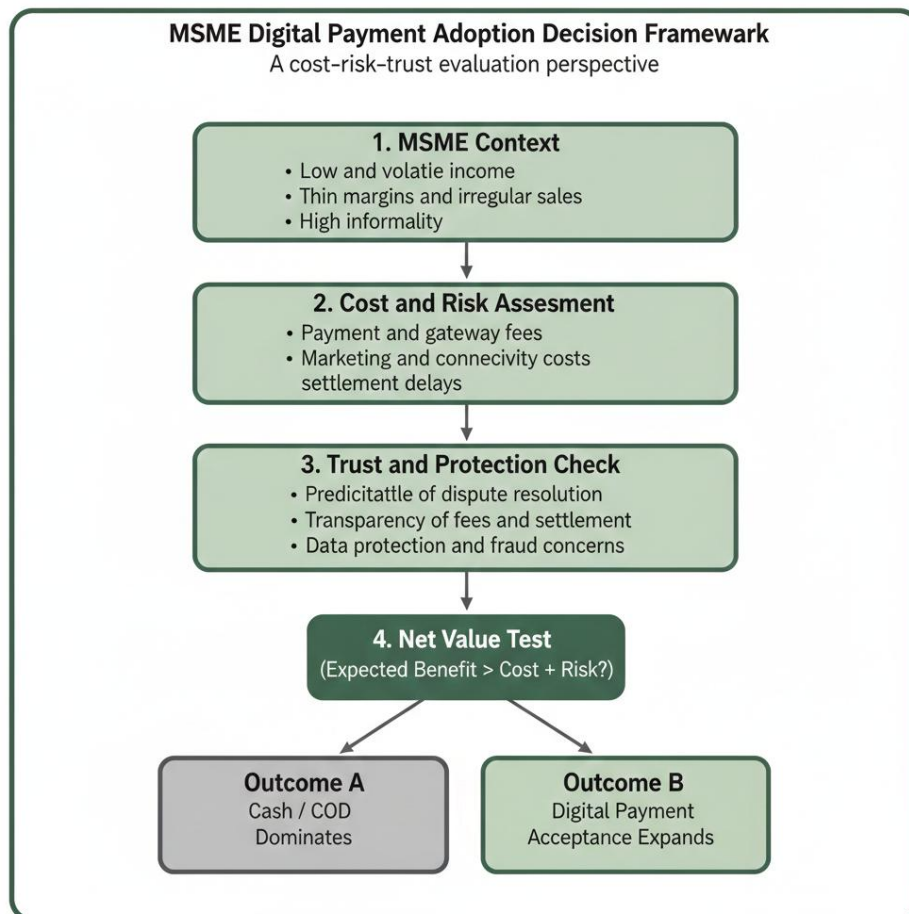 MSME Digital Payment Adoption Decision Framewark
A cost-risk-trust evaluation perspective
1. MSME Context
• Low and volatie income
• Thin margins and irregular sales
• High informality
2. Cost and Risk Assesment
• Payment and gateway fees
• Marketing and connecivity costs
settlement delays
3. Trust and Protection Check
• Predicitattle of dispute resolution
• Transparency of fees and settlement
• Data protection and fraud concerns
4. Net Value Test
(Expected Benefit > Cost + Risk?)
Outcome A
Cash / COD
Dominates
Outcome B
Digital Payment
Acceptance Expands